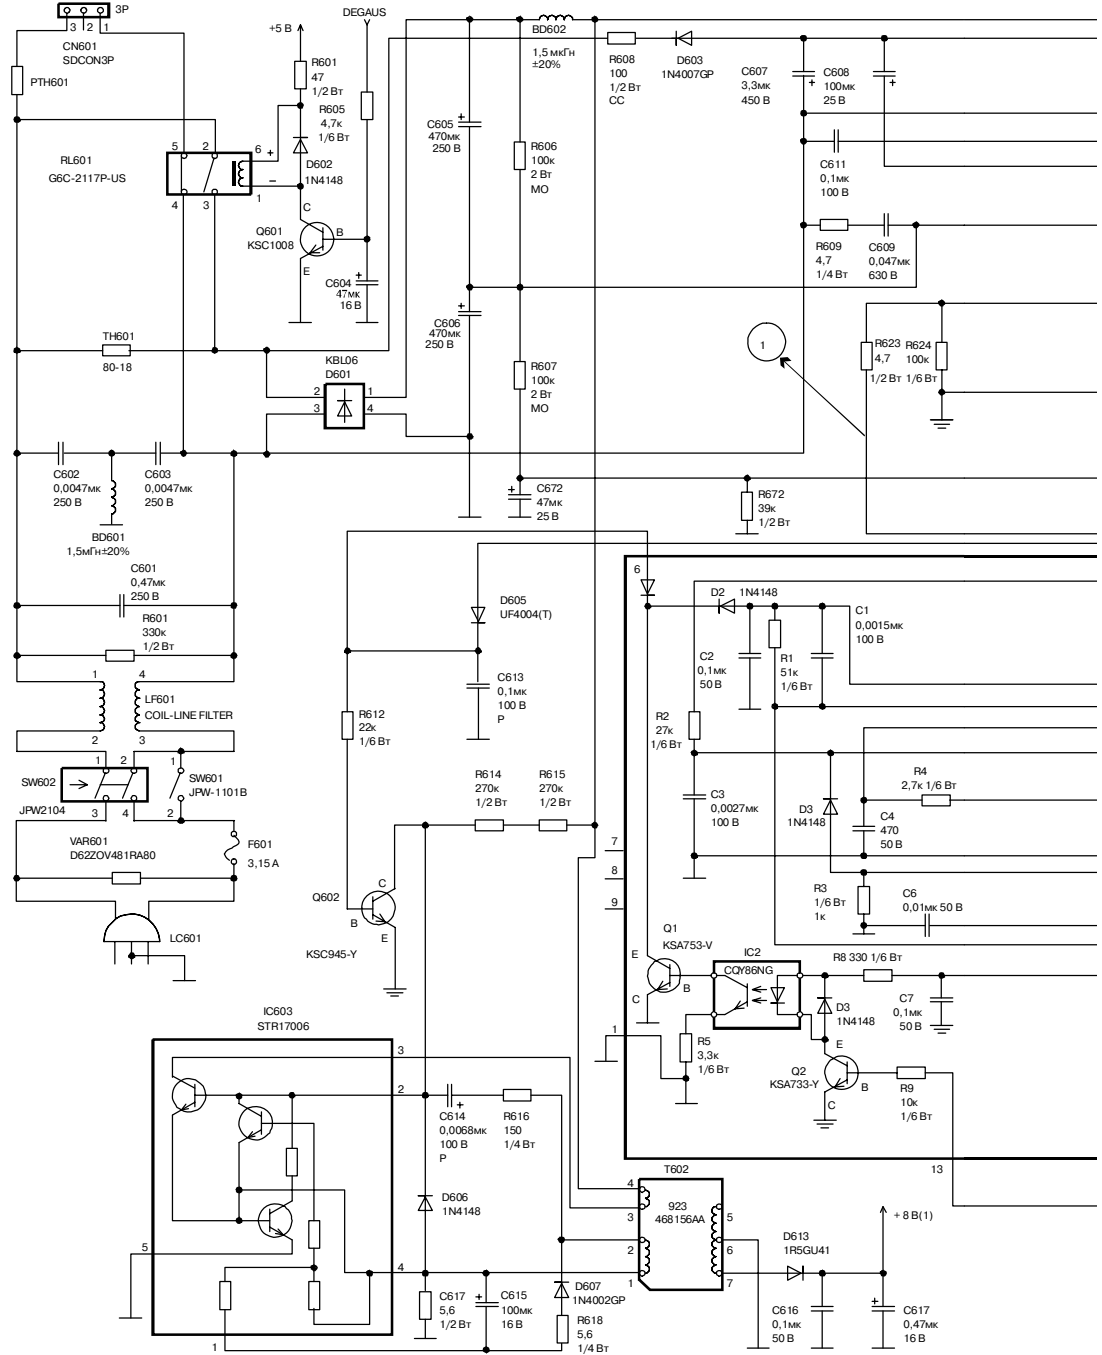 3P
3 2 1
CN601
SDCON3P
PTH601
+5 В
DEGAUS
R601
47
1/2 Вт
R605
4,7к
1/6 Вт
D602
1N4148
RL601
G6C-2117P-US
5 2 6 +
4 3 1 –
C
B
E
Q601
KSC1008
C604
+
47мк
16 В
TH601
80-18
KBL06
D601
2 1
3 4
BD602
1,5 мкГн
±20%
R608
100
1/2 Вт
CC
D603
1N4007GP
C607
3,3мк
450 В
+
C608
100мк
25 В
+
C605
470мк
250 В
+
R606
100к
2 Вт
МО
C611
0,1мк
100 В
R609
4,7
1/4 Вт
C609
0,047мк
630 В
C606
470мк
250 В
+
R607
100к
2 Вт
МО
1
R623
4,7
1/2 Вт
R624
100к
1/6 Вт
C602
0,0047мк
250 В
C603
0,0047мк
250 В
BD601
1,5мГн±20%
C672
47мк
25 В
+
R672
39к
1/2 Вт
C601
0,47мк
250 В
R601
330к
1/2 Вт
1 4
LF601
COIL-LINE FILTER
2 3
SW602
JPW2104
1 2
3 4
1
SW601
JPW-1101B
2
VAR601
D62ZOV481RA80
F601
3,15 А
LC601
D605
UF4004(T)
C613
0,1мк
100 В
P
R612
22к
1/6 Вт
R614
270к
1/2 Вт
R615
270к
1/2 Вт
Q602
C
B
E
KSC945-Y
6
D2
1N4148
C1
0,0015мк
100 В
C2
0,1мк
50 В
R1
51к
1/6 Вт
R2
27к
1/6 Вт
C3
0,0027мк
100 В
D3
1N4148
R4
2,7к 1/6 Вт
C4
470
50 В
7
8
9
R3
1/6 Вт
1к
C6
0,01мк 50 В
Q1
KSA753-V
E
B
C
IC2
CQY86NG
R8 330 1/6 Вт
C7
0,1мк
50 В
D3
1N4148
1
R5
3,3к
1/6 Вт
E
B
C
Q2
KSA733-Y
R9
10к
1/6 Вт
13
IC603
STR17006
3
2
5
4
1
C614
0,0068мк
100 В
P
+
R616
150
1/4 Вт
D606
1N4148
T602
923
468156AA
4
3
2
1
5
6
7
D613
1R5GU41
+ 8 В(1)
C617
5,6
1/2 Вт
C615
100мк
16 В
+
D607
1N4002GP
R618
5,6
1/4 Вт
C616
0,1мк
50 В
C617
0,47мк
16 В
+